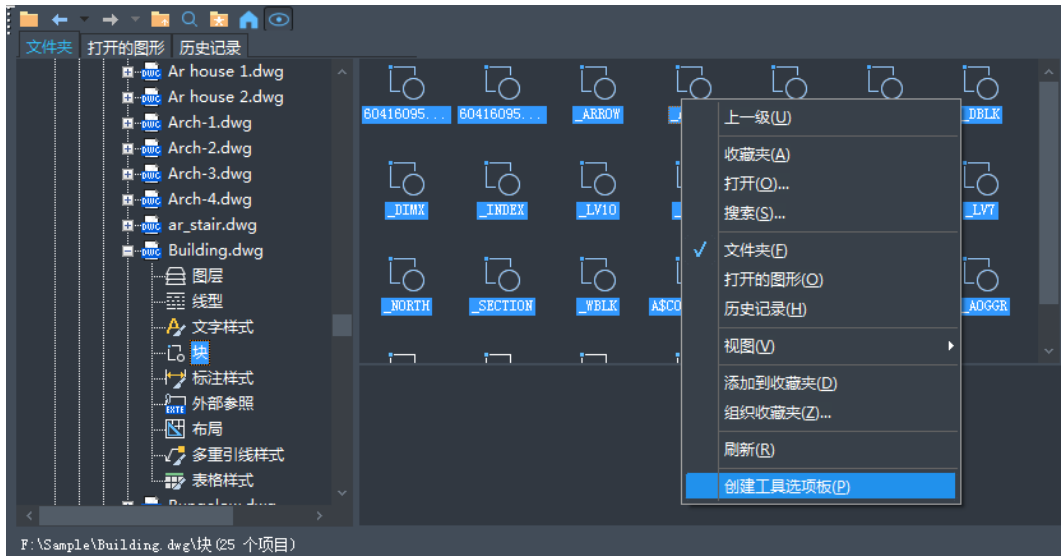 文件夹 打开的图形 历史记录
Ar house 1.dwg
Ar house 2.dwg
Arch-1.dwg
Arch-2.dwg
Arch-3.dwg
Arch-4.dwg
ar_stair.dwg
Building.dwg
图层
线型
文字样式
块
标注样式
外部参照
布局
多重引线样式
表格样式
60416095... 60416095... _ARROW _DBLK
_DIMX _INDEX _LV10 _LV7
_NORTH _SECTION _WBLK A$CO _AOGGR
上一级(U)
收藏夹(A)
打开(O)...
搜索(S)...
文件夹(F)
打开的图形(O)
历史记录(H)
视图(V)
添加到收藏夹(D)
组织收藏夹(Z)...
刷新(R)
创建工具选项板(P)
F:\Sample\Building.dwg\块(25 个项目)